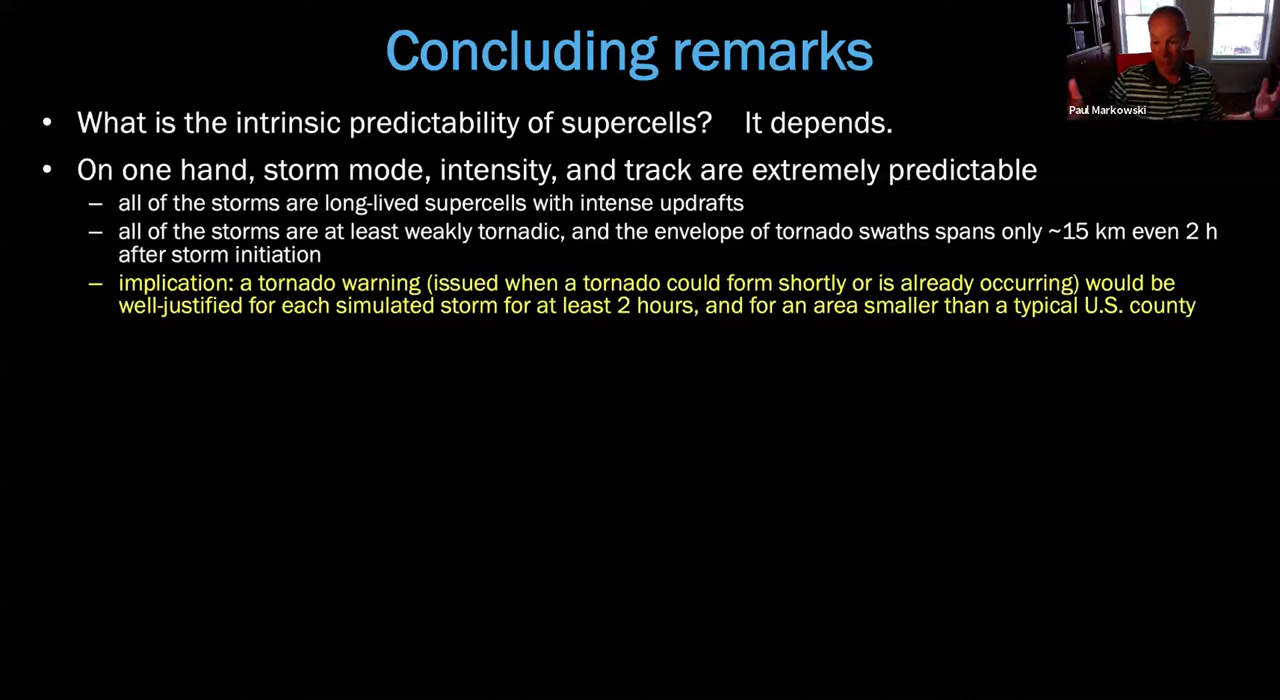 Concluding remarks
Paul Markowski
• What is the intrinsic predictability of supercells? It depends.
• On one hand, storm mode, intensity, and track are extremely predictable
– all of the storms are long-lived supercells with intense updrafts
– all of the storms are at least weakly tornadic, and the envelope of tornado swaths spans only ~15 km even 2 h
after storm initiation
– implication: a tornado warning (issued when a tornado could form shortly or is already occurring) would be
well-justified for each simulated storm for at least 2 hours, and for an area smaller than a typical U.S. county